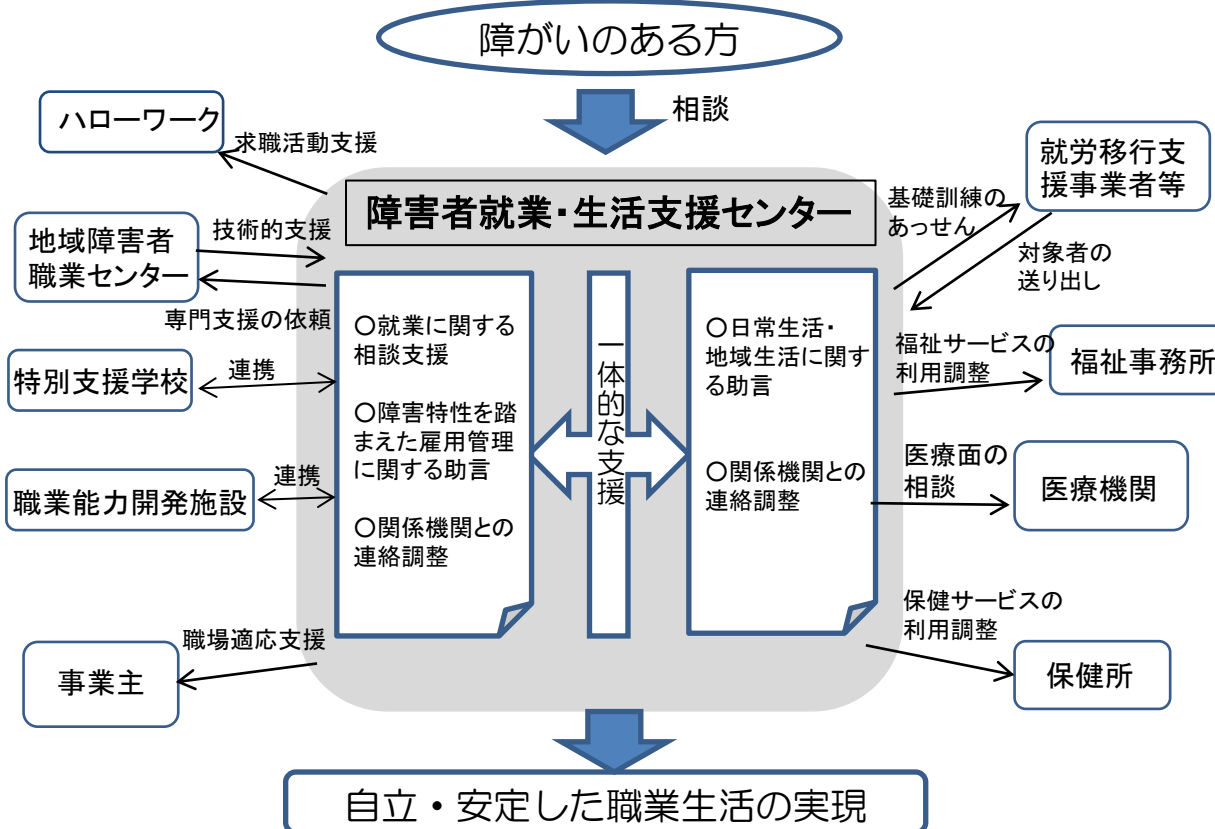 障がいのある方
相談
ハローワーク
求職活動支援
就労移行支
援事業者等
障害者就業・生活支援センター
基礎訓練の
あっせん
対象者の
送り出し
地域障害者
職業センター
技術的支援
専門支援の依頼
特別支援学校
連携
職業能力開発施設
連携
事業主
職場適応支援
〇就業に関する
相談支援
〇障害特性を踏
まえた雇用管理
に関する助言
〇関係機関との
連絡調整
一体的な支援
〇日常生活・
地域生活に関す
る助言
〇関係機関との
連絡調整
福祉サービスの
利用調整
福祉事務所
医療面の
相談
医療機関
保健サービスの
利用調整
保健所
自立・安定した職業生活の実現